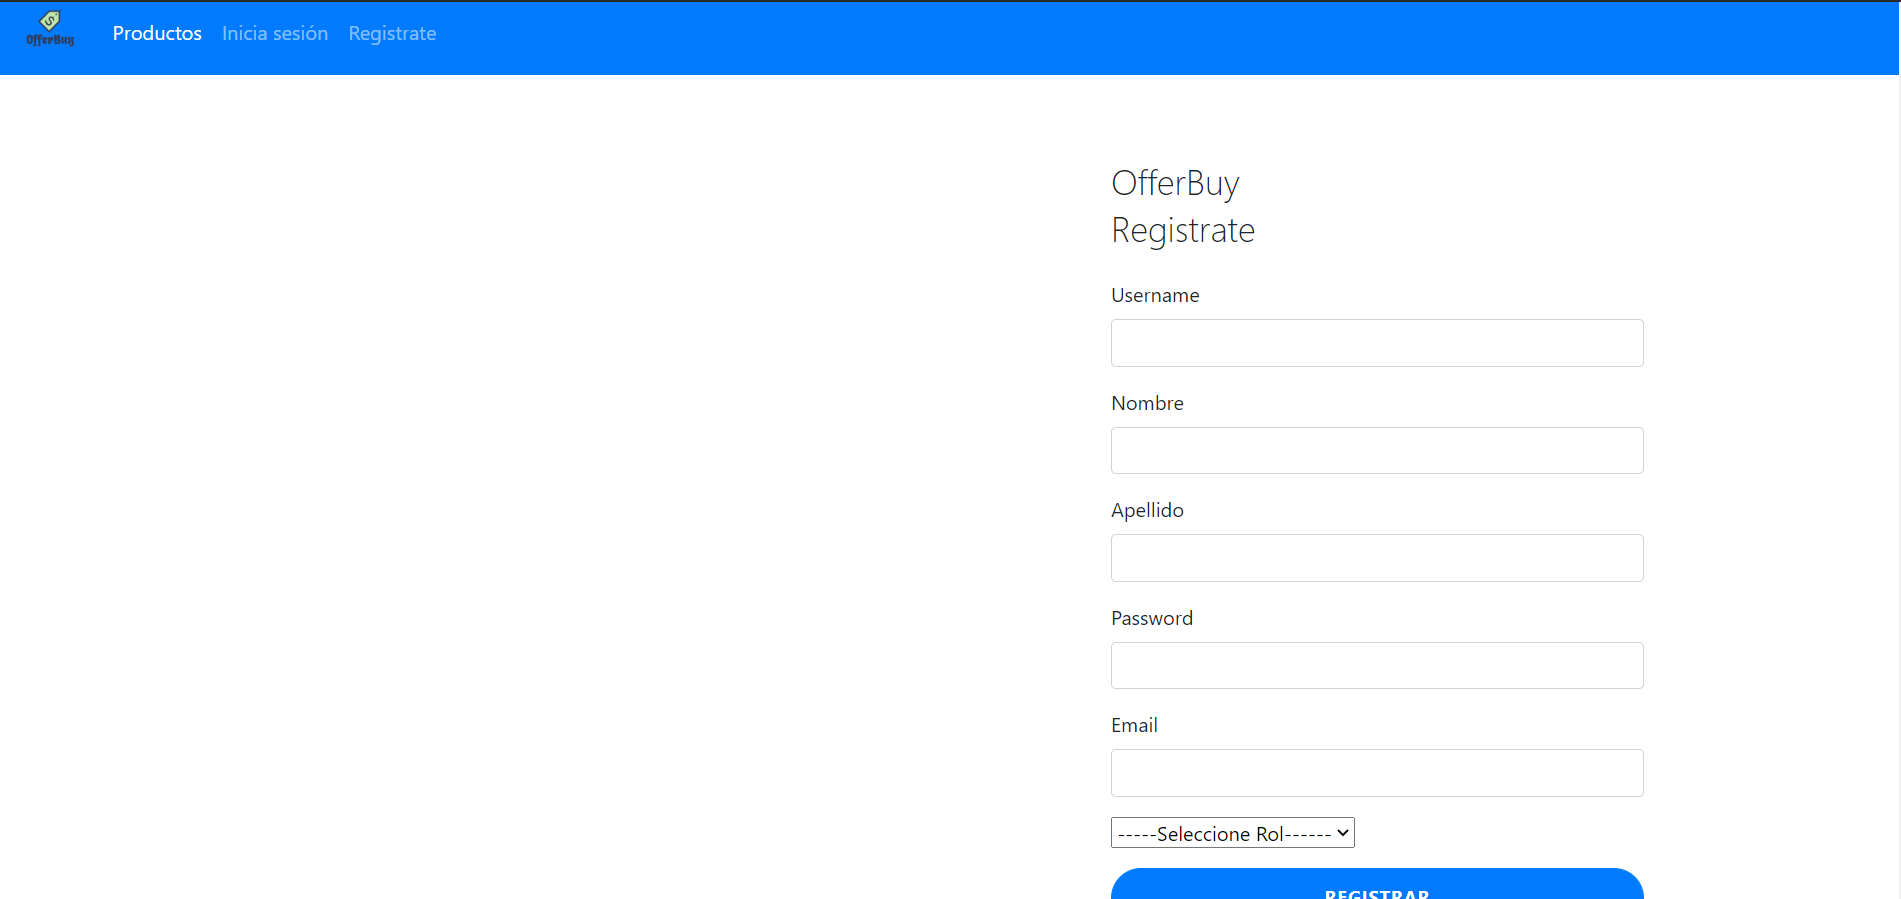 OfferBuy
Productos Inicia sesión Registrate
OfferBuy
Registrate
Username
Nombre
Apellido
Password
Email
-----Seleccione Rol------
REGISTRAR